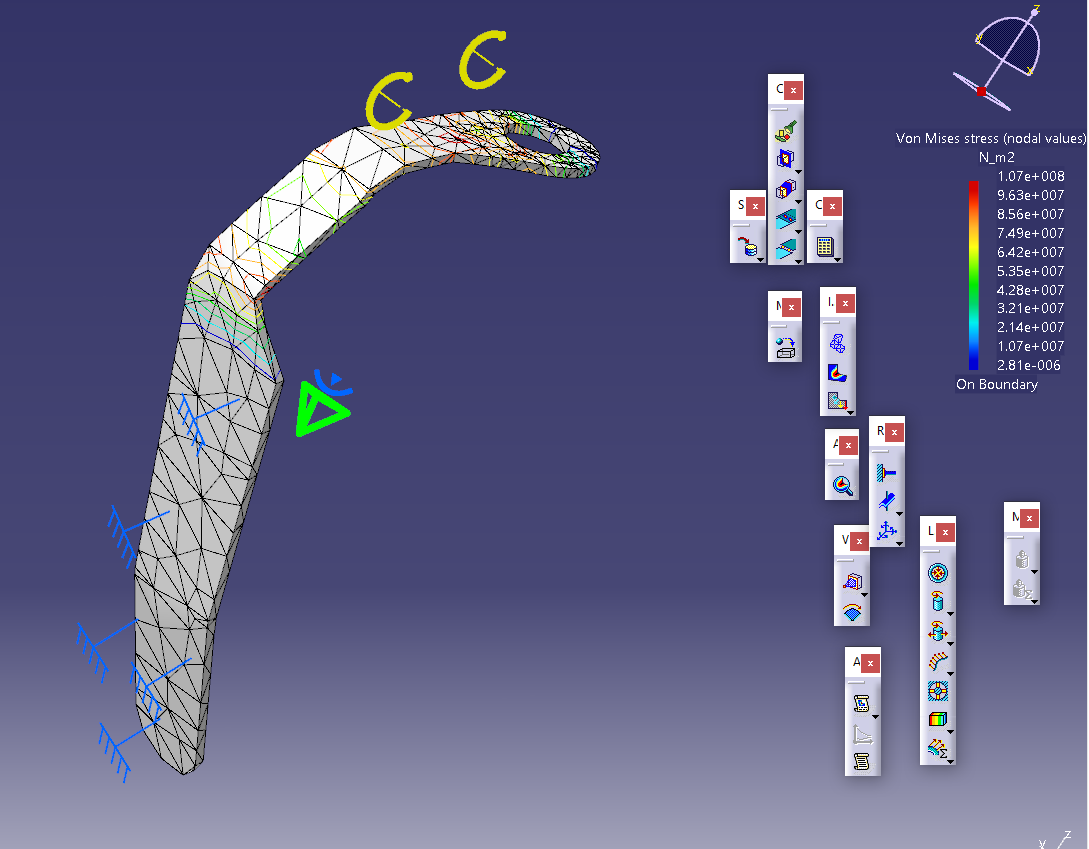 z
Von Mises stress (nodal values)
N_m2
1.07e+008
9.63e+007
8.56e+007
7.49e+007
6.42e+007
5.35e+007
4.28e+007
3.21e+007
2.14e+007
1.07e+007
2.81e-006
On Boundary
C
S
C
I.
R
V
L
A
z
y